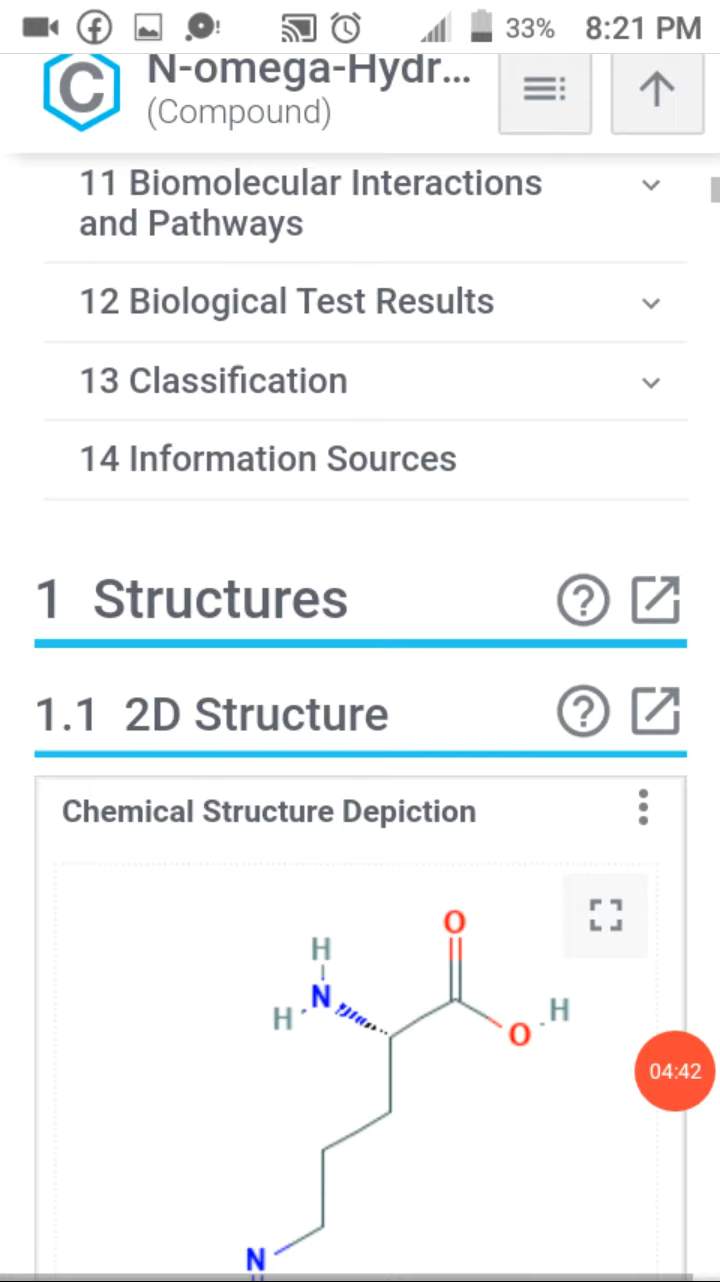 33% 8:21 PM
C
N-omega-Hydr...
(Compound)
11 Biomolecular Interactions
and Pathways
12 Biological Test Results
13 Classification
14 Information Sources
1 Structures
1.1 2D Structure
Chemical Structure Depiction
O
H
N
H
H
O
04:42
N